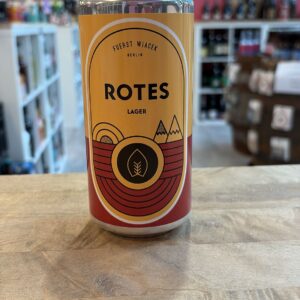 FUERST WIACEK
BERLIN
ROTES
LAGER